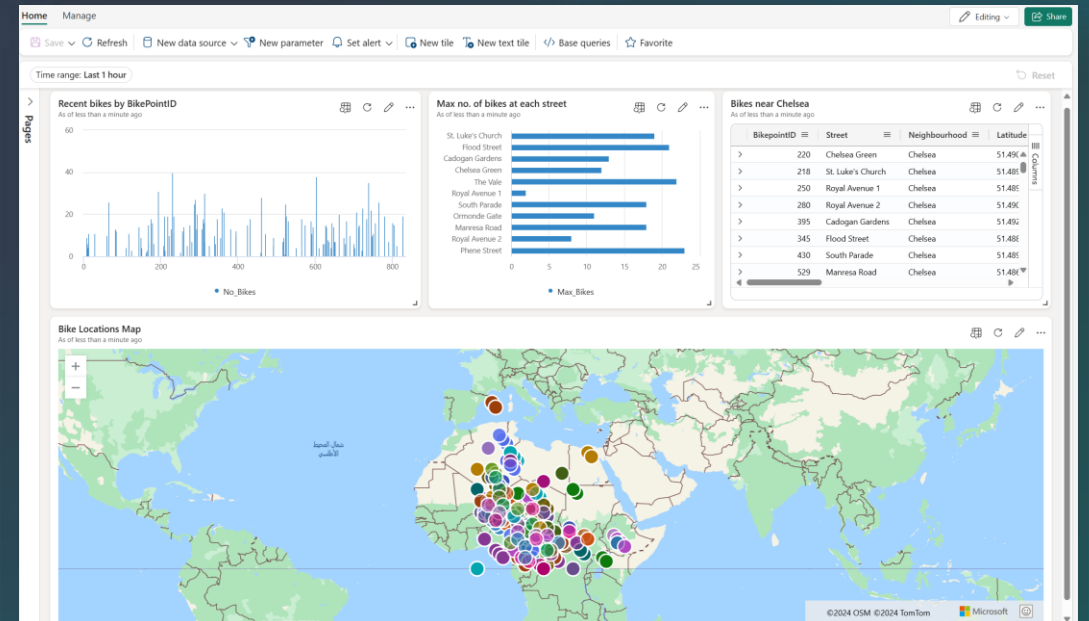 Home Manage
Editing Share
Save Refresh New data source New parameter Set alert New tile New text tile Base queries Favorite
Time range: Last 1 hour Reset
Pages
Recent bikes by BikePointID
As of less than a minute ago
60
40
20
0
0 200 400 600 800
No_Bikes
Max no. of bikes at each street
As of less than a minute ago
St. Luke's Church
Flood Street
Cadogan Gardens
Chelsea Green
The Vale
Royal Avenue 1
South Parade
Ormonde Gate
Manresa Road
Royal Avenue 2
Phene Street
0 5 10 15 20 25
Max_Bikes
Bikes near Chelsea
As of less than a minute ago
BikepointID Street Neighbourhood Latitude
220 Chelsea Green Chelsea
218 St. Luke's Church Chelsea
250 Royal Avenue 1 Chelsea
280 Royal Avenue 2 Chelsea
395 Cadogan Gardens Chelsea
345 Flood Street Chelsea
430 South Parade Chelsea
529 Manresa Road Chelsea
Columns
Bike Locations Map
As of less than a minute ago
+
−
شمال المحيط
الأطلسي
©2024 OSM ©2024 TomTom Microsoft